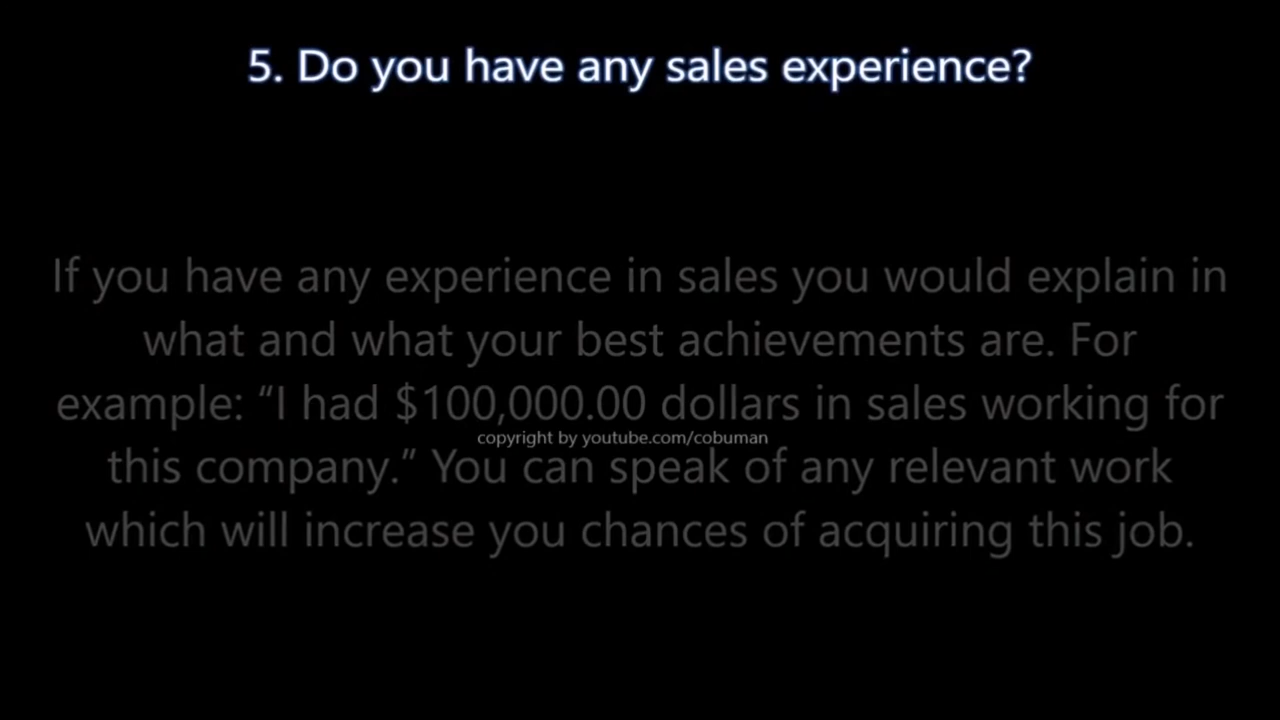 5. Do you have any sales experience?
If you have any experience in sales you would explain in
what and what your best achievements are. For
example: “I had $100,000.00 dollars in sales working for
copyright by youtube.com/cobuman
this company.” You can speak of any relevant work
which will increase you chances of acquiring this job.